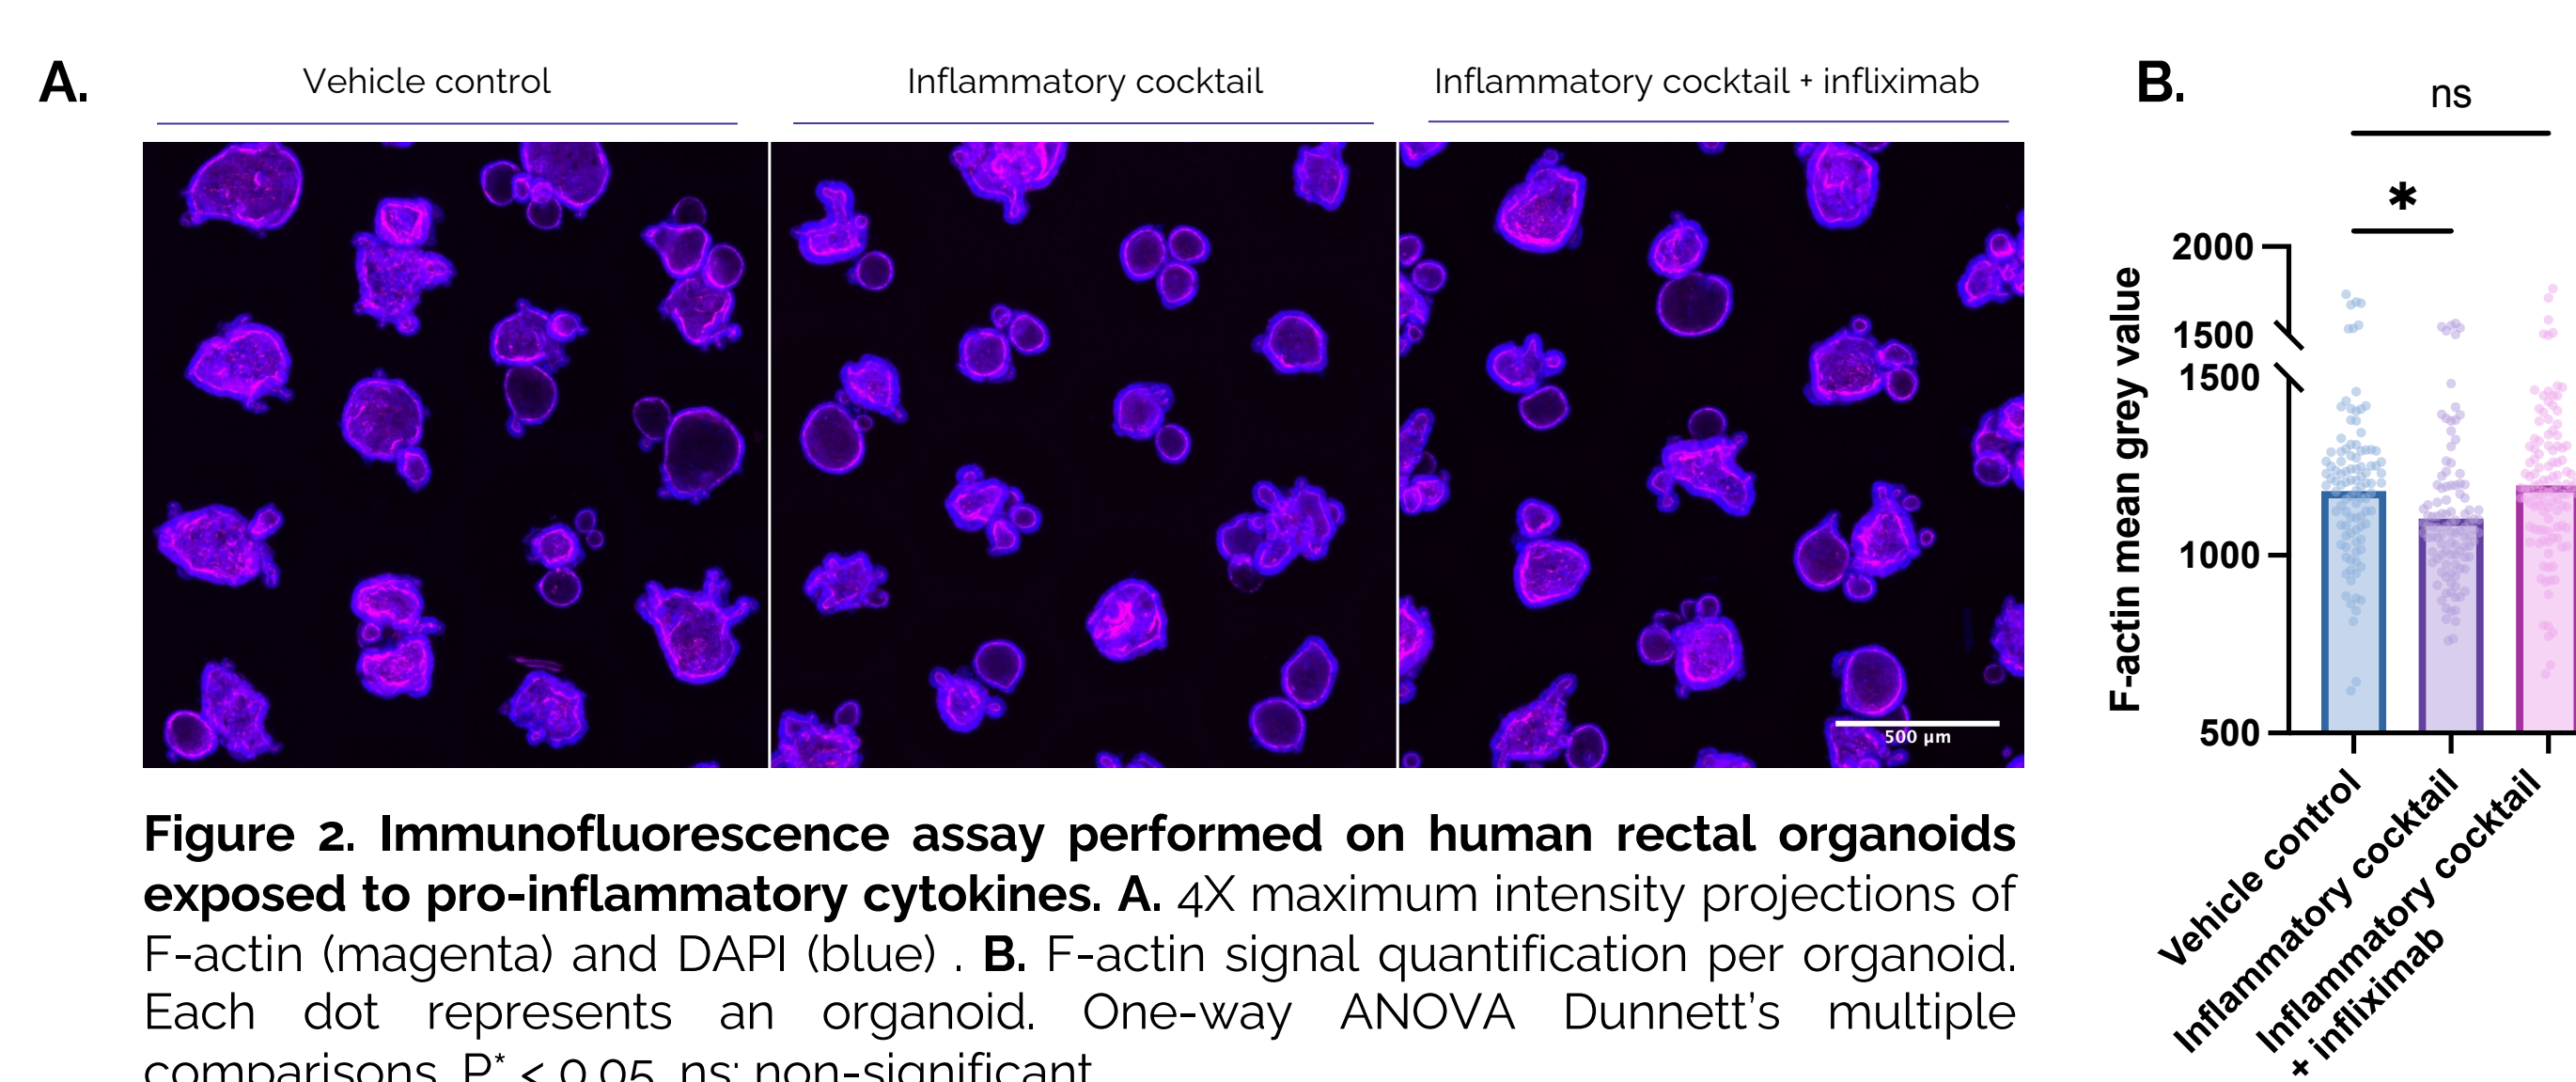 A.
Vehicle control
Inflammatory cocktail
Inflammatory cocktail + infliximab
500 µm
B.
ns
*
2000
1500
1500
1000
500
F-actin mean grey value
Vehicle control
Inflammatory cocktail
Inflammatory cocktail
+ infliximab
Figure 2. Immunofluorescence assay performed on human rectal organoids
exposed to pro-inflammatory cytokines. A. 4X maximum intensity projections of
F-actin (magenta) and DAPI (blue) . B. F-actin signal quantification per organoid.
Each dot represents an organoid. One-way ANOVA Dunnett’s multiple
comparisons. P* < 0.05, ns: non-significant